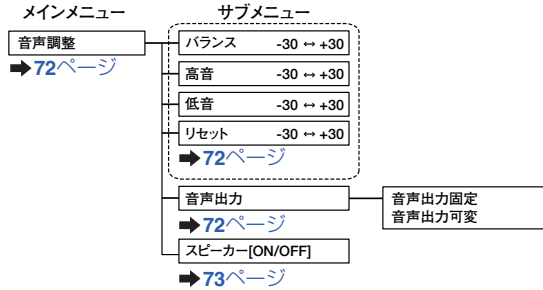 メインメニュー
サブメニュー
音声調整
➡72ページ
バランス -30 ↔ +30
高音 -30 ↔ +30
低音 -30 ↔ +30
リセット -30 ↔ +30
➡72ページ
音声出力
➡72ページ
音声出力固定
音声出力可変
スピーカー[ON/OFF]
➡73ページ